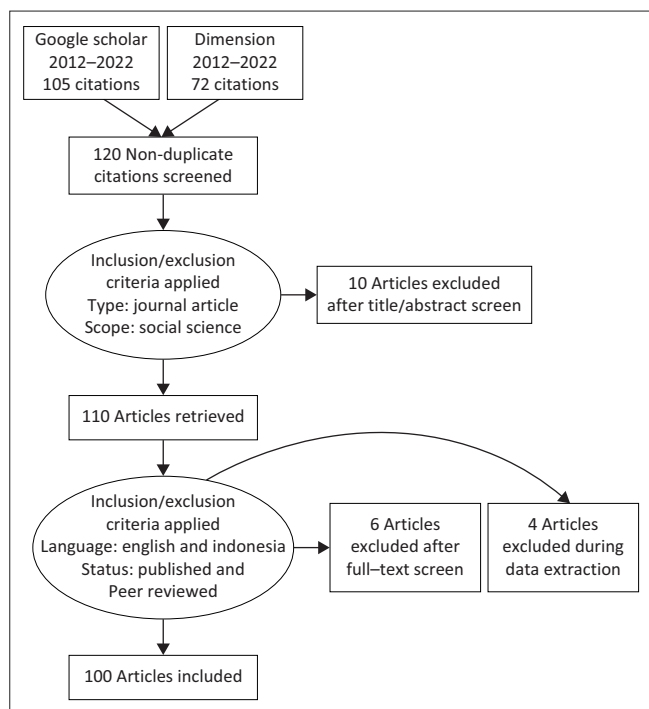 Google scholar
2012–2022
105 citations
Dimension
2012–2022
72 citations
120 Non-duplicate
citations screened
Inclusion/exclusion
criteria applied
Type: journal article
Scope: social science
10 Articles excluded
after title/abstract screen
110 Articles retrieved
Inclusion/exclusion
criteria applied
Language: english and indonesia
Status: published and
Peer reviewed
6 Articles
excluded after
full–text screen
4 Articles
excluded during
data extraction
100 Articles included